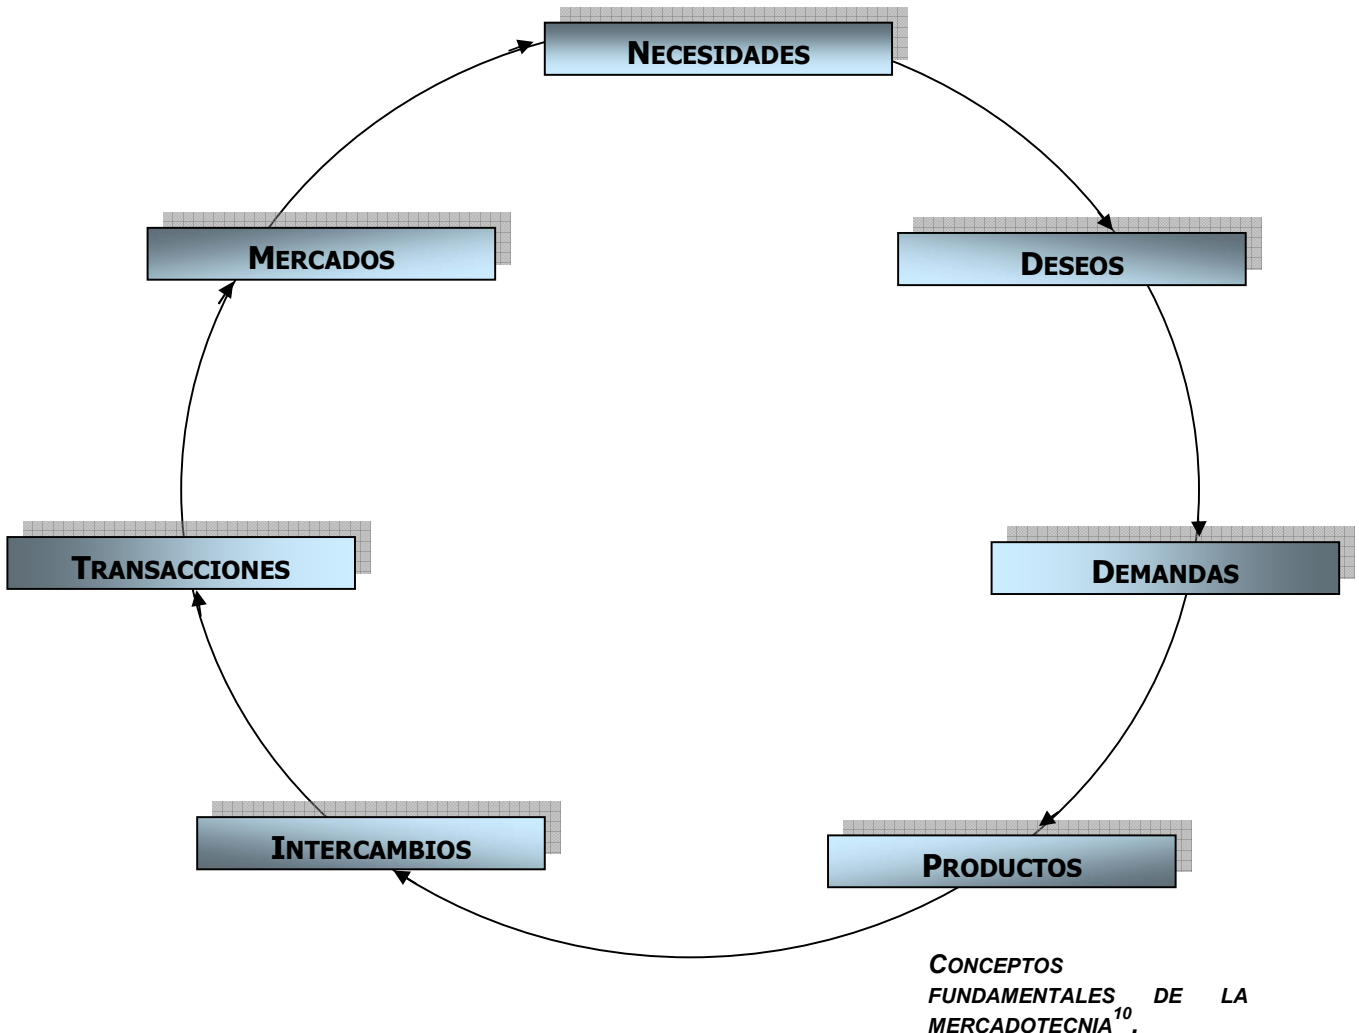 NECESIDADES
DESEOS
DEMANDAS
PRODUCTOS
INTERCAMBIOS
TRANSACCIONES
MERCADOS
CONCEPTOS
FUNDAMENTALES DE LA
MERCADOTECNIA10.